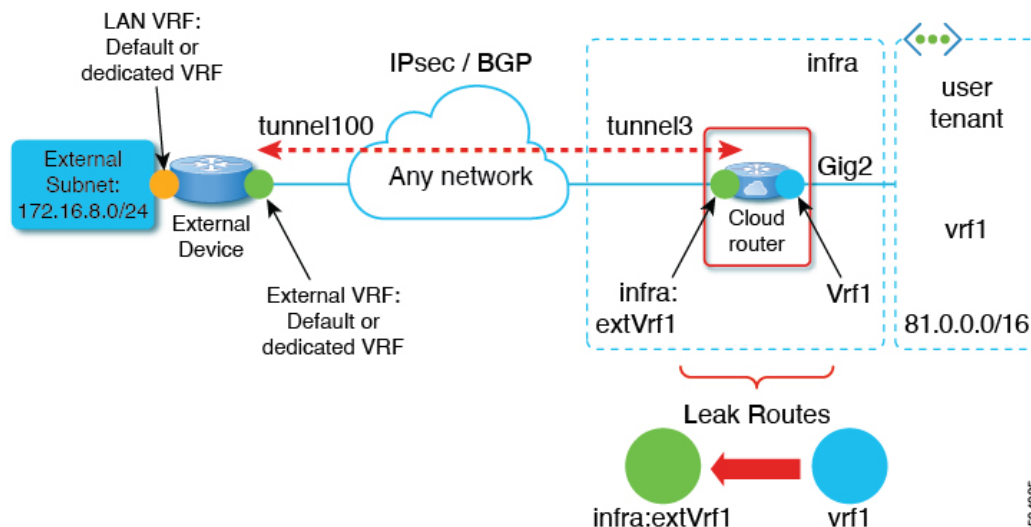 LAN VRF:
Default or
dedicated VRF
IPsec / BGP
infra
user
tenant
tunnel100
tunnel3
External
Subnet:
172.16.8.0/24
Any network
Gig2
External
Device
Cloud
router
vrf1
External VRF:
Default or
dedicated VRF
infra:
extVrf1
Vrf1
81.0.0.0/16
Leak Routes
infra:extVrf1
vrf1